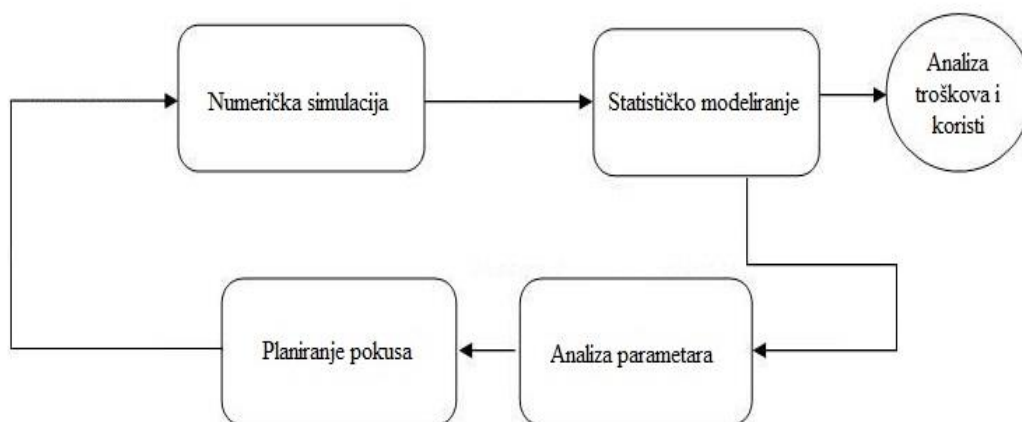 Numerička simulacija
Statističko modeliranje
Analiza
troškova i
koristi
Planiranje pokusa
Analiza parametara